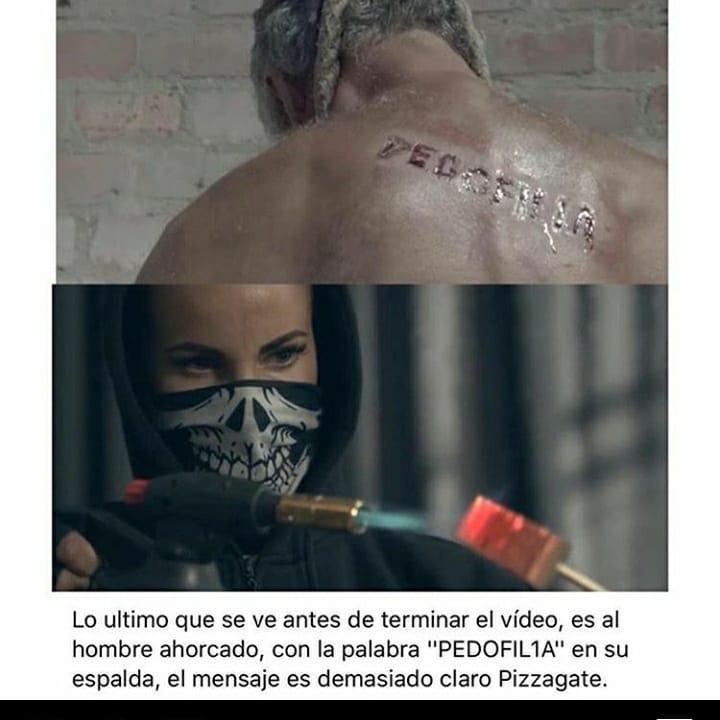 PEDOFILIA
Lo ultimo que se ve antes de terminar el vídeo, es al
hombre ahorcado, con la palabra "PEDOFIL1A" en su
espalda, el mensaje es demasiado claro Pizzagate.